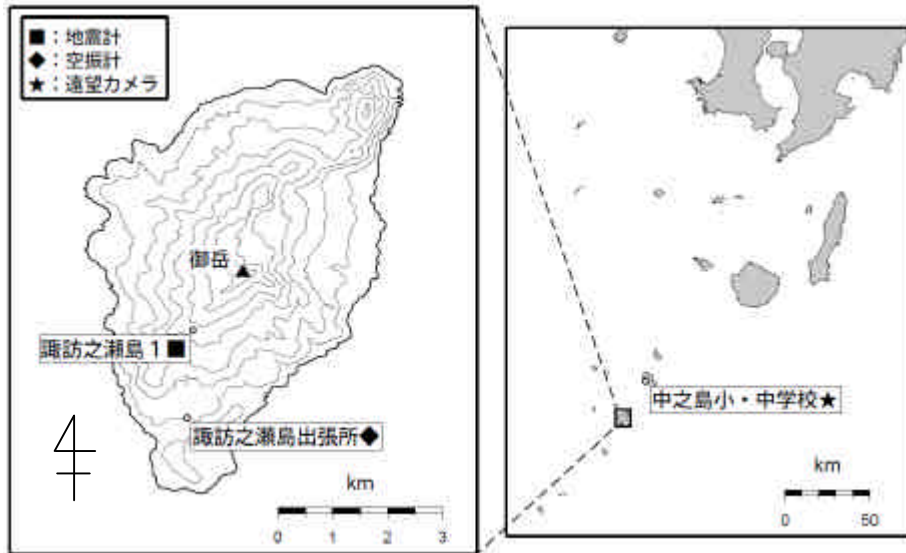 ■：地震計
◆：空振計
★：遠望カメラ
御岳
諏訪之瀬島１■
諏訪之瀬島出張所◆
km
0 1 2 3
中之島小・中学校★
km
0 50